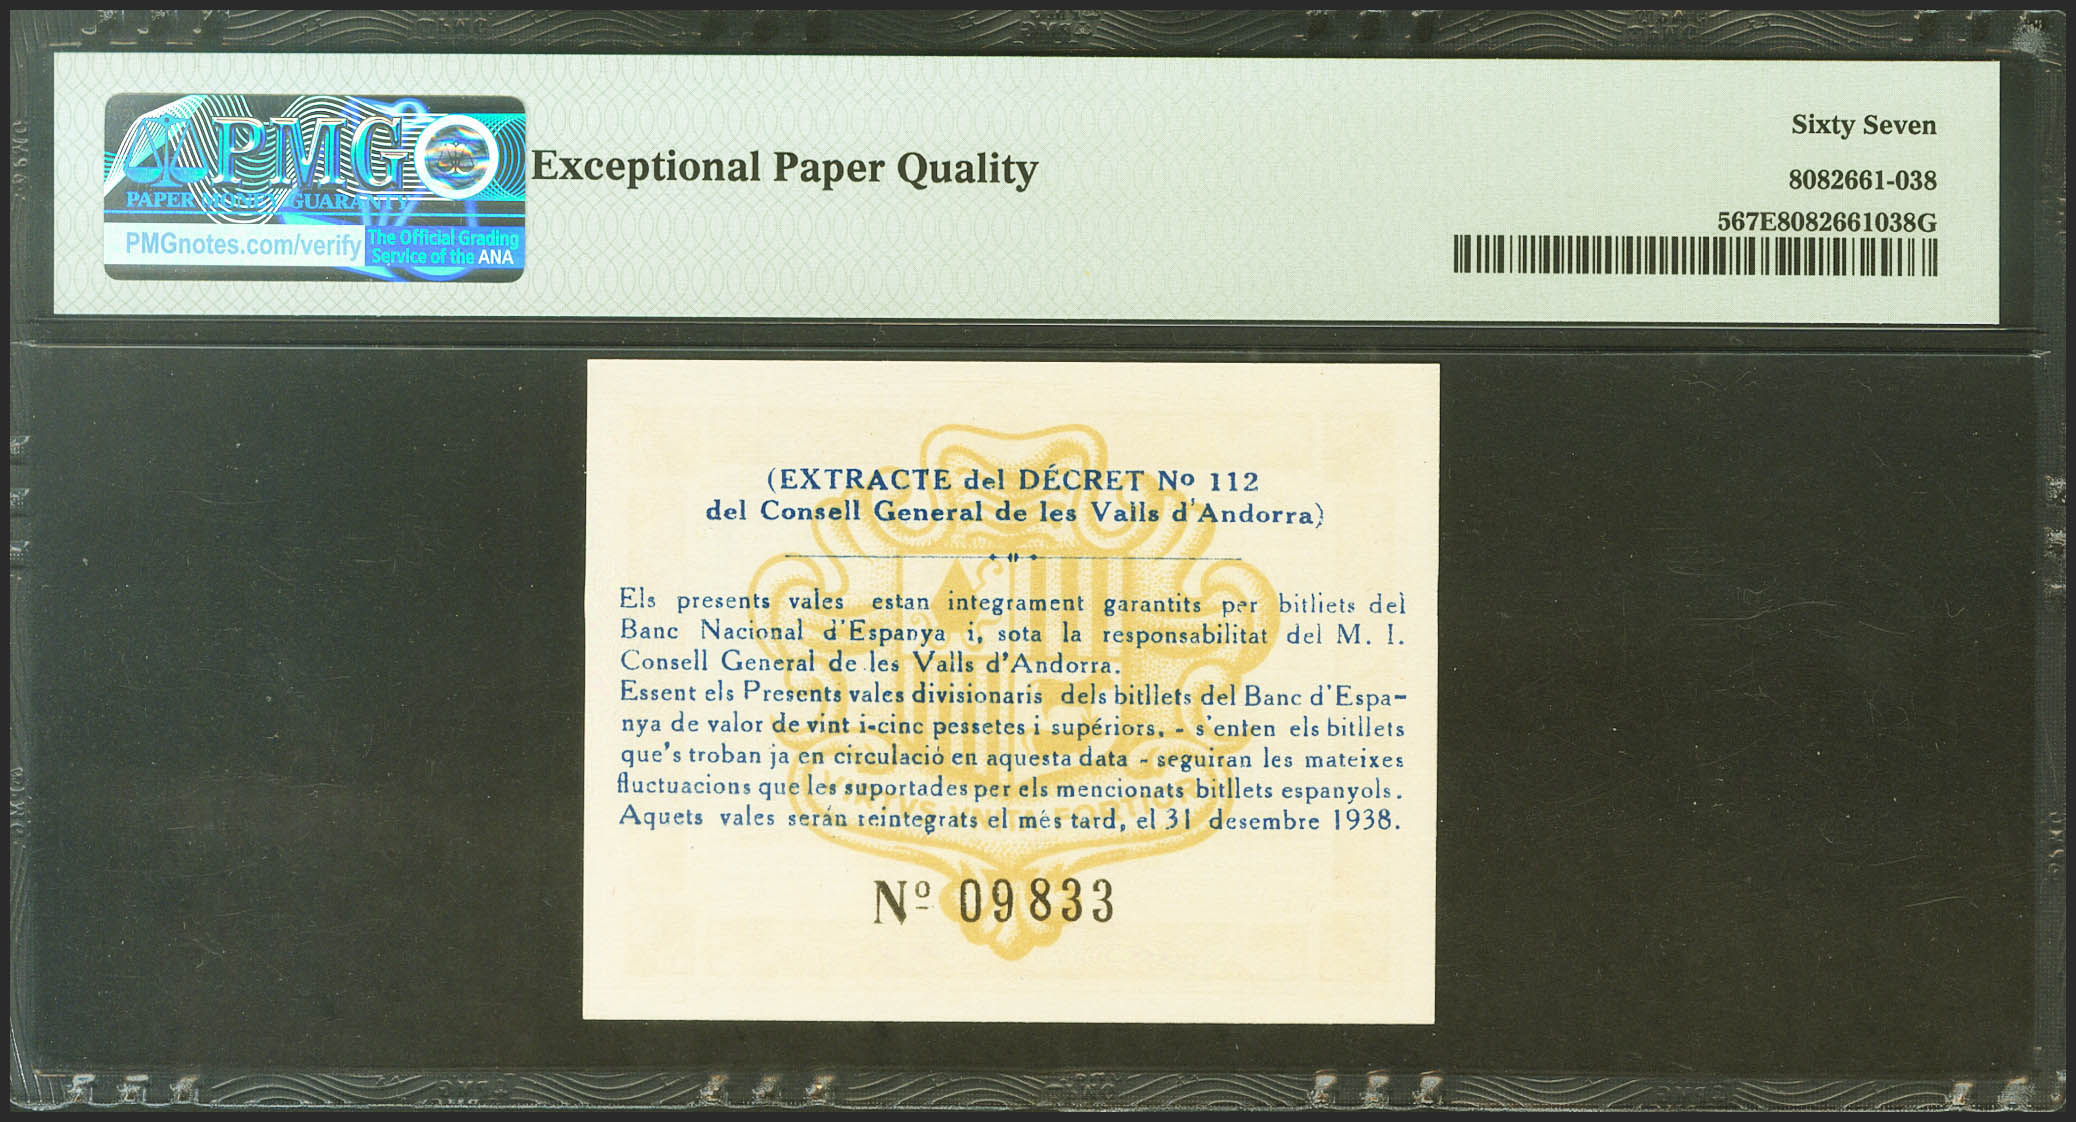 PMG
PAPER MONEY GUARANTY
PMGnotes.com/verify
The Official Grading
Service of the ANA
Exceptional Paper Quality
Sixty Seven
8082661-038
567E8082661038G
(EXTRACTE del DÉCRET Nº 112
del Consell General de les Valls d'Andorra)
Els presents vales estan integrament garantits per bitllets del
Banc Nacional d'Espanya i, sota la responsabilitat del M. I.
Consell General de les Valls d'Andorra.
Essent els Presents vales divisionaris dels bitllets del Banc d'Espa-
nya de valor de vint i-cinc pessetes i supériors, - s'enten els bitllets
que's troban ja en circulació en aquesta data - seguiran les mateixes
fluctuacions que les suportades per els mencionats bitllets espanyols.
Aquets vales serán reintegrats el més tard, el 31 desembre 1938.
VIRTVS VNITA FORTIOR
Nº 09833